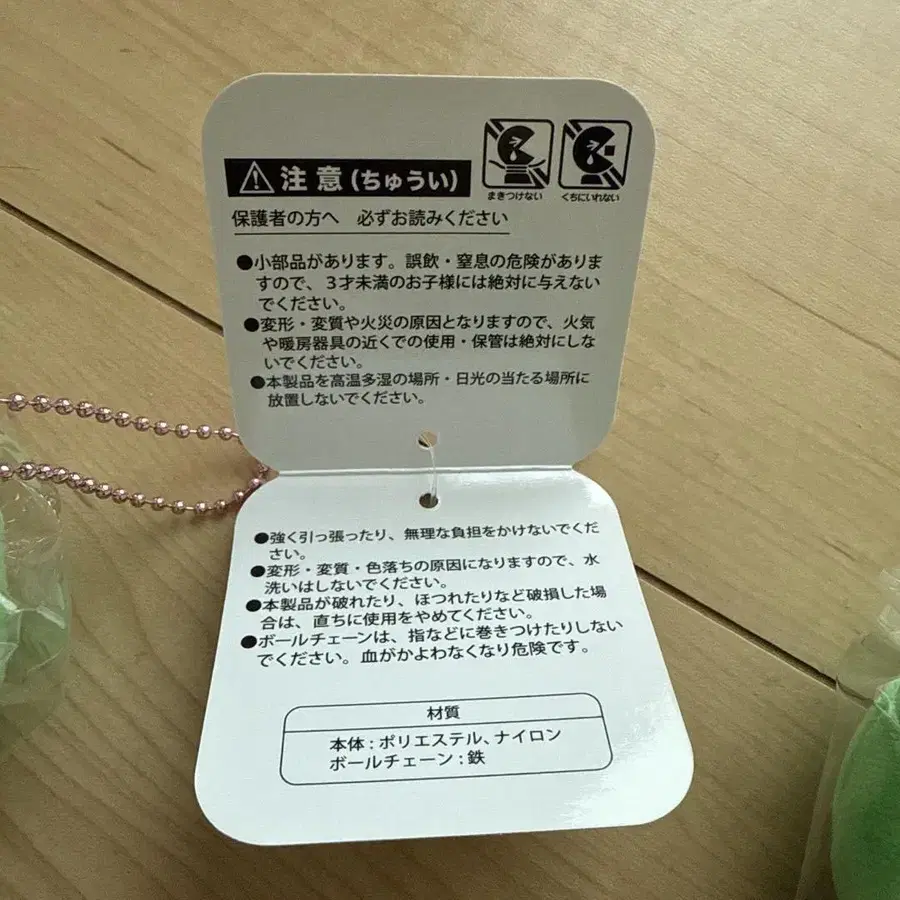 注意(ちゅうい)
まきつけない
くちにいれない
保護者の方へ 必ずお読みください
●小部品があります。誤飲・窒息の危険がありま
すので、3才未満のお子様には絶対に与えない
でください。
●変形・変質や火災の原因となりますので、火気
や暖房器具の近くでの使用・保管は絶対にしな
いでください。
●本製品を高温多湿の場所・日光の当たる場所に
放置しないでください。
●強く引っ張ったり、無理な負担をかけないでくだ
さい。
●変形・変質・色落ちの原因になりますので、水
洗いはしないでください。
●本製品が破れたり、ほつれたりなど破損した場
合は、直ちに使用をやめてください。
●ボールチェーンは、指などに巻きつけたりしない
でください。血がかよわなくなり危険です。
材質
本体:ポリエステル、ナイロン
ボールチェーン:鉄